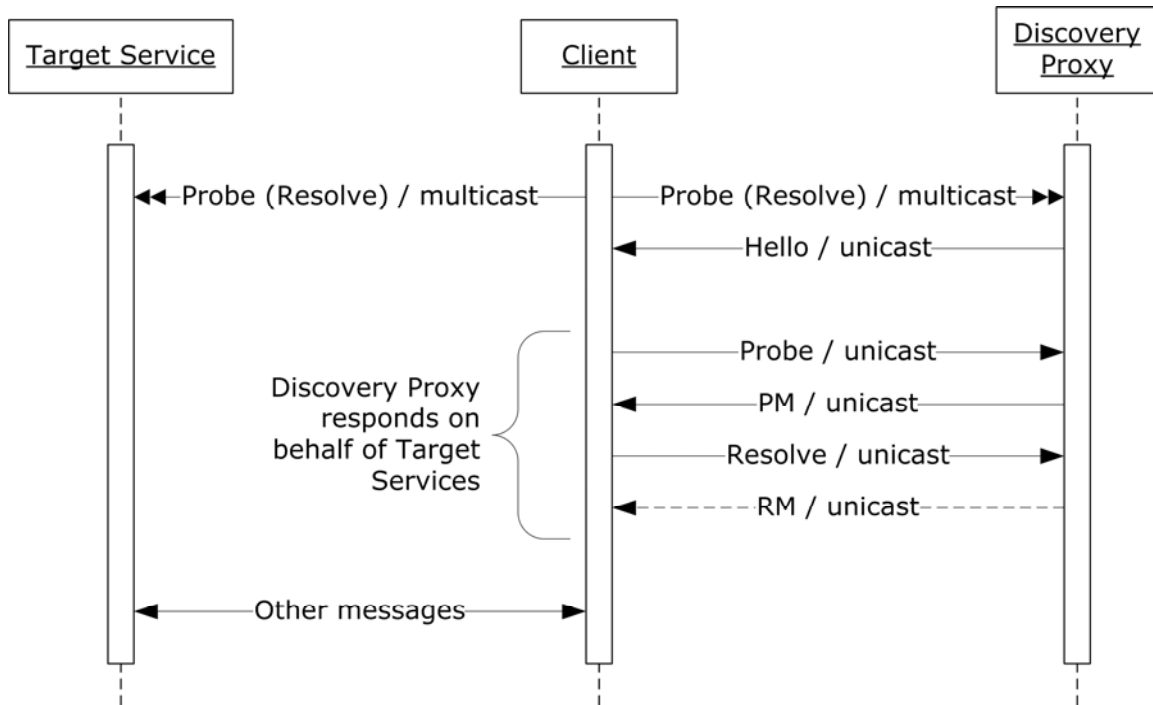 Target Service
Client
Discovery
Proxy
Probe (Resolve) / multicast
Probe (Resolve) / multicast
Hello / unicast
Probe / unicast
PM / unicast
Resolve / unicast
RM / unicast
Discovery Proxy
responds on
behalf of Target
Services
Other messages